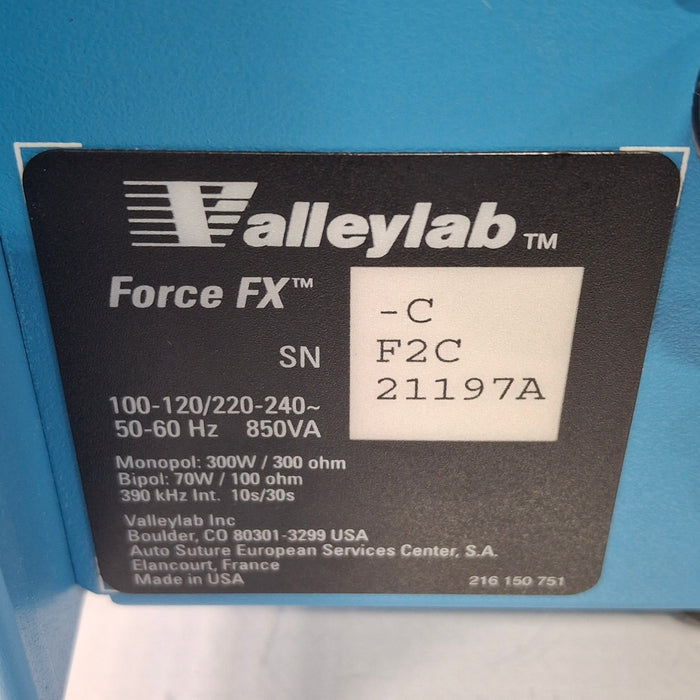 Valleylab™
Force FX™ -C
SN F2C
21197A
100-120/220-240~
50-60 Hz 850VA
Monopol: 300W / 300 ohm
Bipol: 70W / 100 ohm
390 kHz Int. 10s/30s
Valleylab Inc
Boulder, CO 80301-3299 USA
Auto Suture European Services Center, S.A.
Elancourt, France
Made in USA 216 150 751